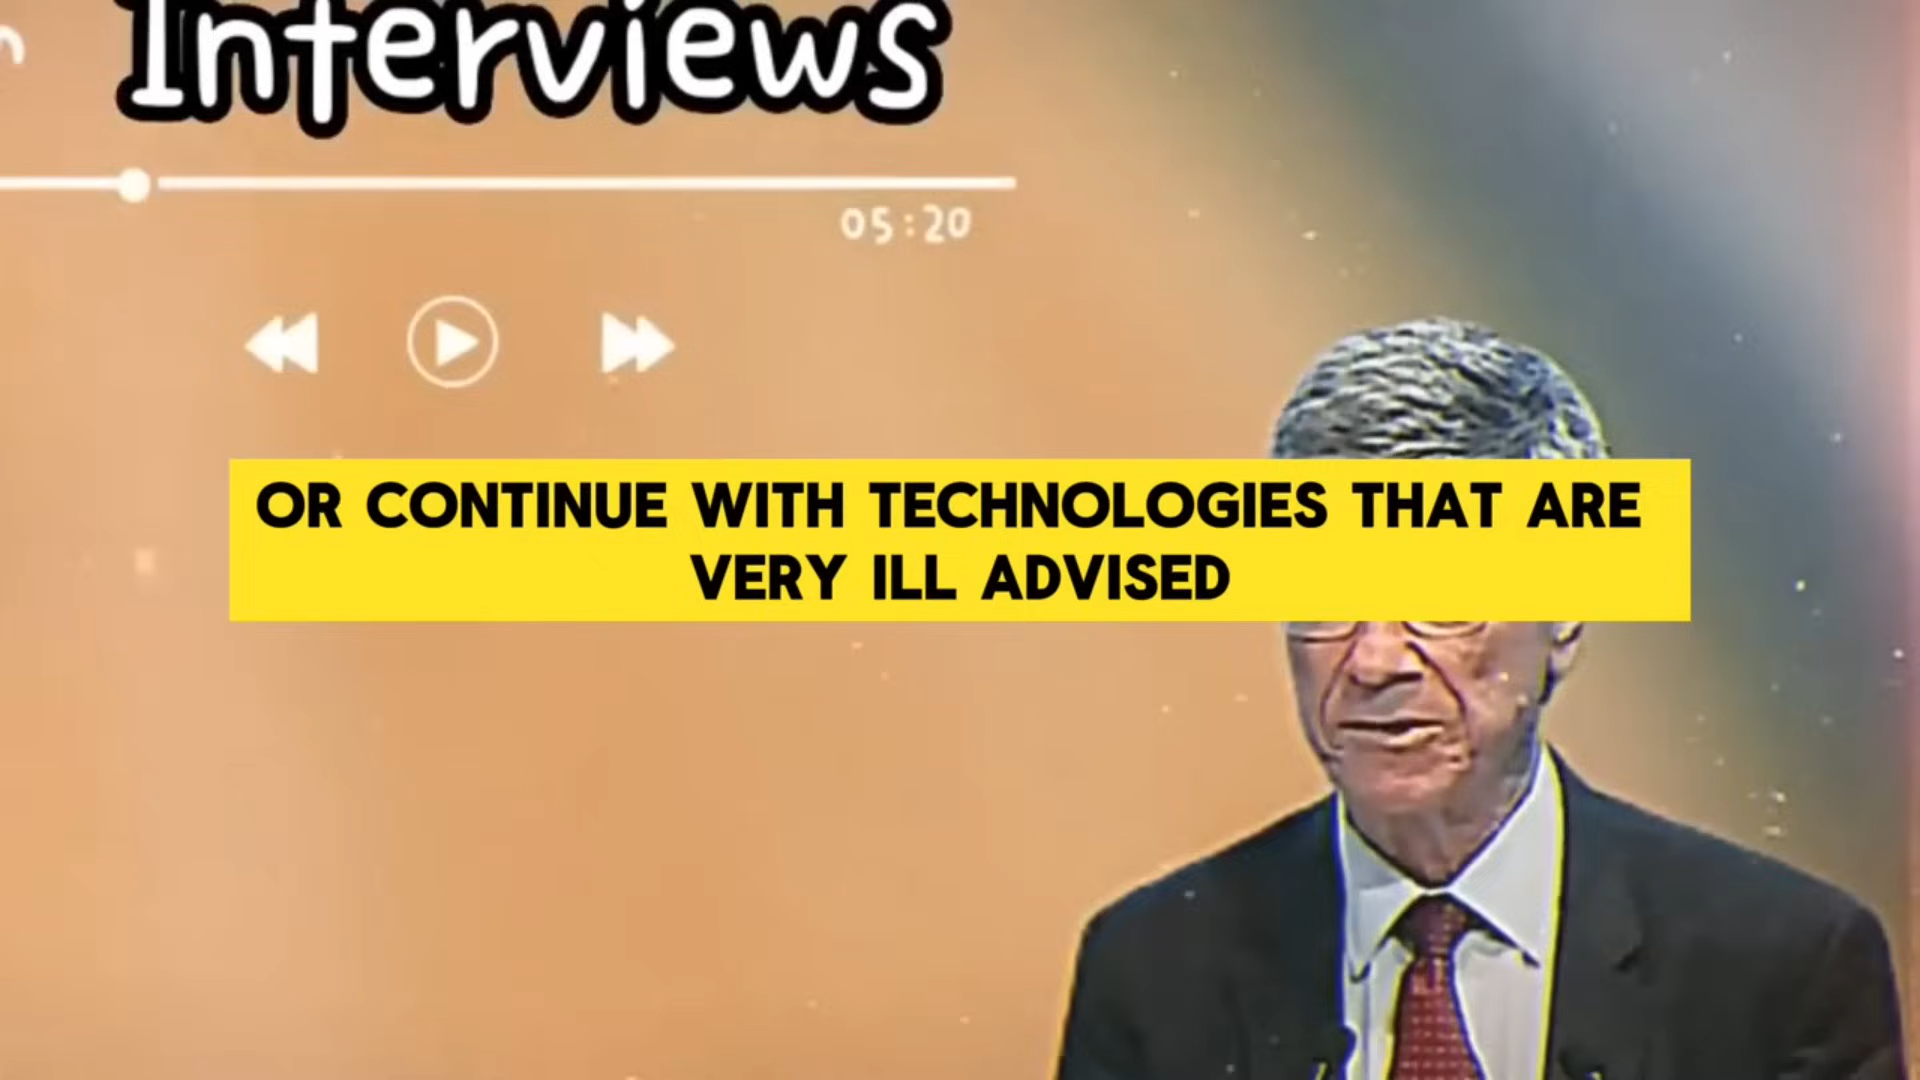 Interviews
05:20
OR CONTINUE WITH TECHNOLOGIES THAT ARE
VERY ILL ADVISED